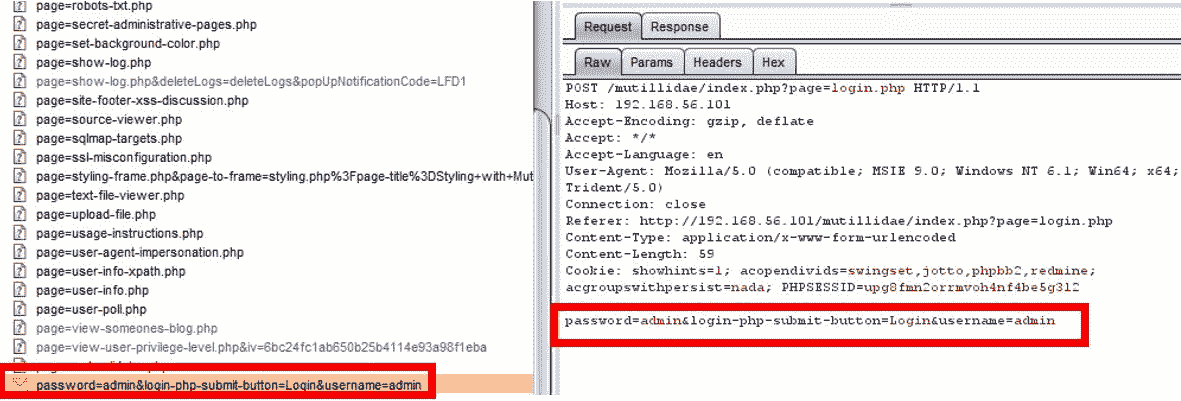 page=robots-txt.php
page=secret-administrative-pages.php
page=set-background-color.php
page=show-log.php
page=show-log.php&deleteLogs=deleteLogs&popUpNotificationCode=LFD1
page=site-footer-xss-discussion.php
page=source-viewer.php
page=sqlmap-targets.php
page=ssl-misconfiguration.php
page=styling-frame.php&page-to-frame=styling.php%3Fpage-title%3DStyling+with+Mut
page=text-file-viewer.php
page=upload-file.php
page=usage-instructions.php
page=user-agent-impersonation.php
page=user-info-xpath.php
page=user-info.php
page=user-poll.php
page=view-someones-blog.php
page=view-user-privilege-level.php&iv=6bc24fc1ab650b25b4114e93a98f1eba
password=admin&login-php-submit-button=Login&username=admin
Request Response
Raw Params Headers Hex
POST /mutillidae/index.php?page=login.php HTTP/1.1
Host: 192.168.56.101
Accept-Encoding: gzip, deflate
Accept: */*
Accept-Language: en
User-Agent: Mozilla/5.0 (compatible; MSIE 9.0; Windows NT 6.1; Win64; x64;
Trident/5.0)
Connection: close
Referer: http://192.168.56.101/mutillidae/index.php?page=login.php
Content-Type: application/x-www-form-urlencoded
Content-Length: 59
Cookie: showhints=1; acopendivids=swingset,jotto,phpbb2,redmine;
acgroupswithpersist=nada; PHPSESSID=upg8fmn2orrmvoh4nf4be5g3l2
password=admin&login-php-submit-button=Login&username=admin